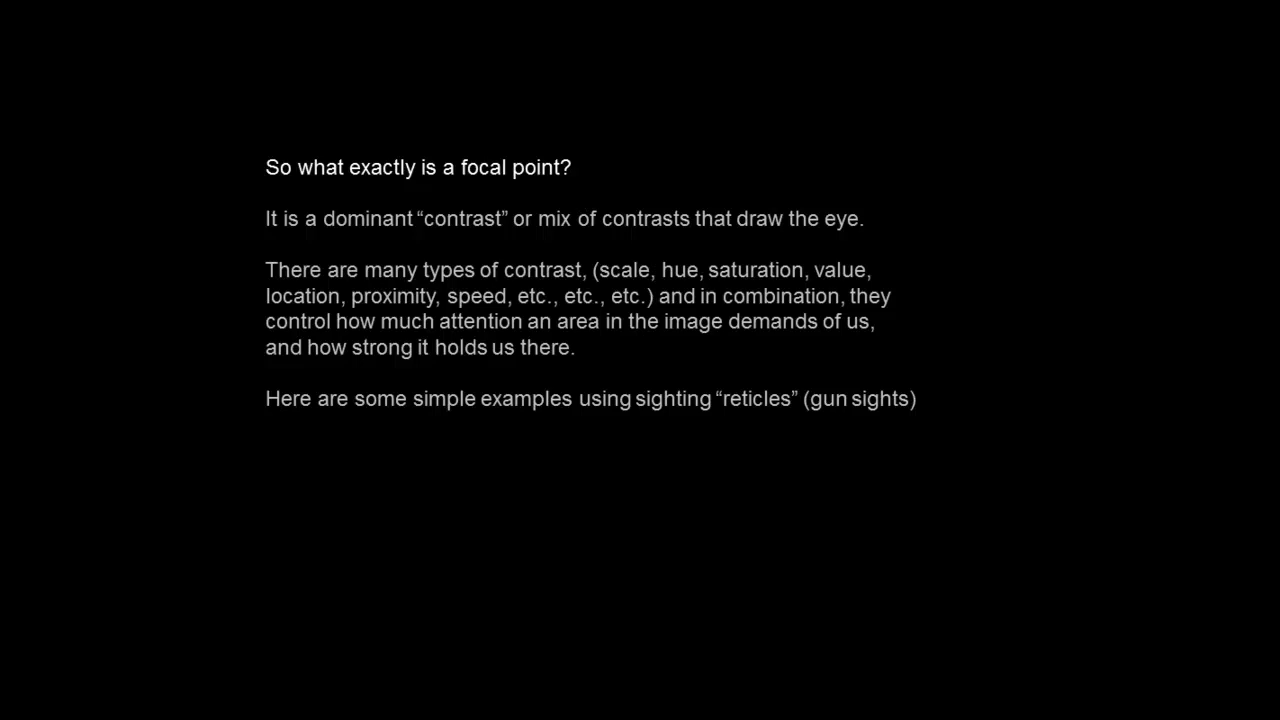 So what exactly is a focal point?
It is a dominant “contrast” or mix of contrasts that draw the eye.
There are many types of contrast, (scale, hue, saturation, value,
location, proximity, speed, etc., etc., etc.) and in combination, they
control how much attention an area in the image demands of us,
and how strong it holds us there.
Here are some simple examples using sighting “reticles” (gun sights)